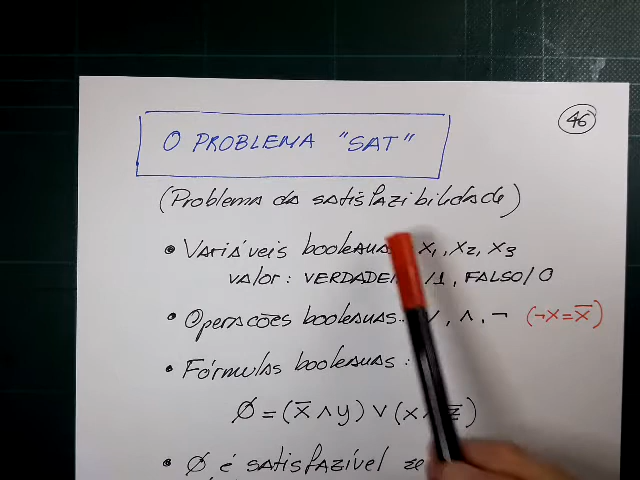 46
O PROBLEMA "SAT"
(Problema da satisfazibilidade)
• Variáveis booleanas x1, x2, x3
valor: VERDADEI /1, FALSO/0
• Operações booleanas: ∨, ∧, ¬ (¬x = x̅)
• Fórmulas booleanas:
Ø = (x̅ ∧ y) ∨ (x ∧ z̅)
• Ø é satisfazível se